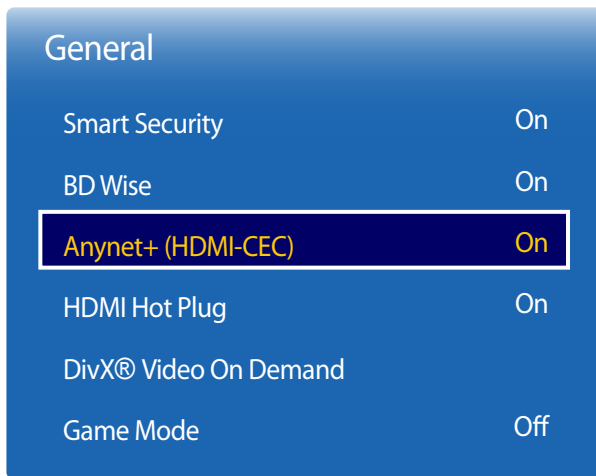 General
Smart Security On
BD Wise On
Anynet+ (HDMI-CEC) On
HDMI Hot Plug On
DivX® Video On Demand
Game Mode Off